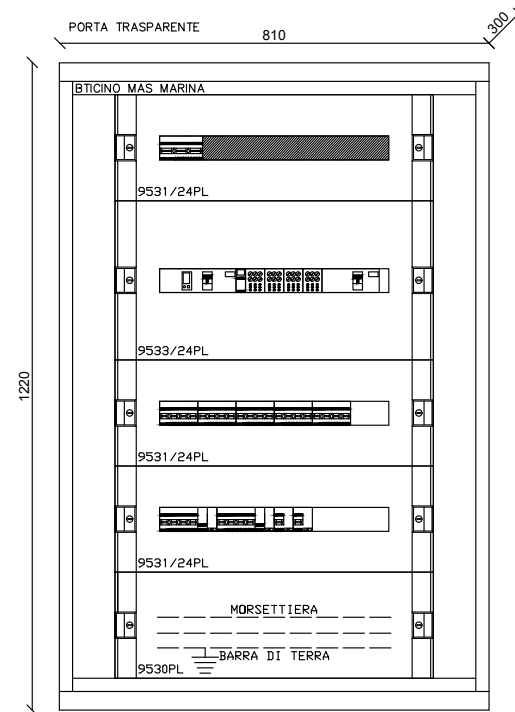 PORTA TRASPARENTE
810
300
BTICINO MAS MARINA
9531/24PL
9533/24PL
1220
9531/24PL
9531/24PL
MORSETTIERA
BARRA DI TERRA
9530PL